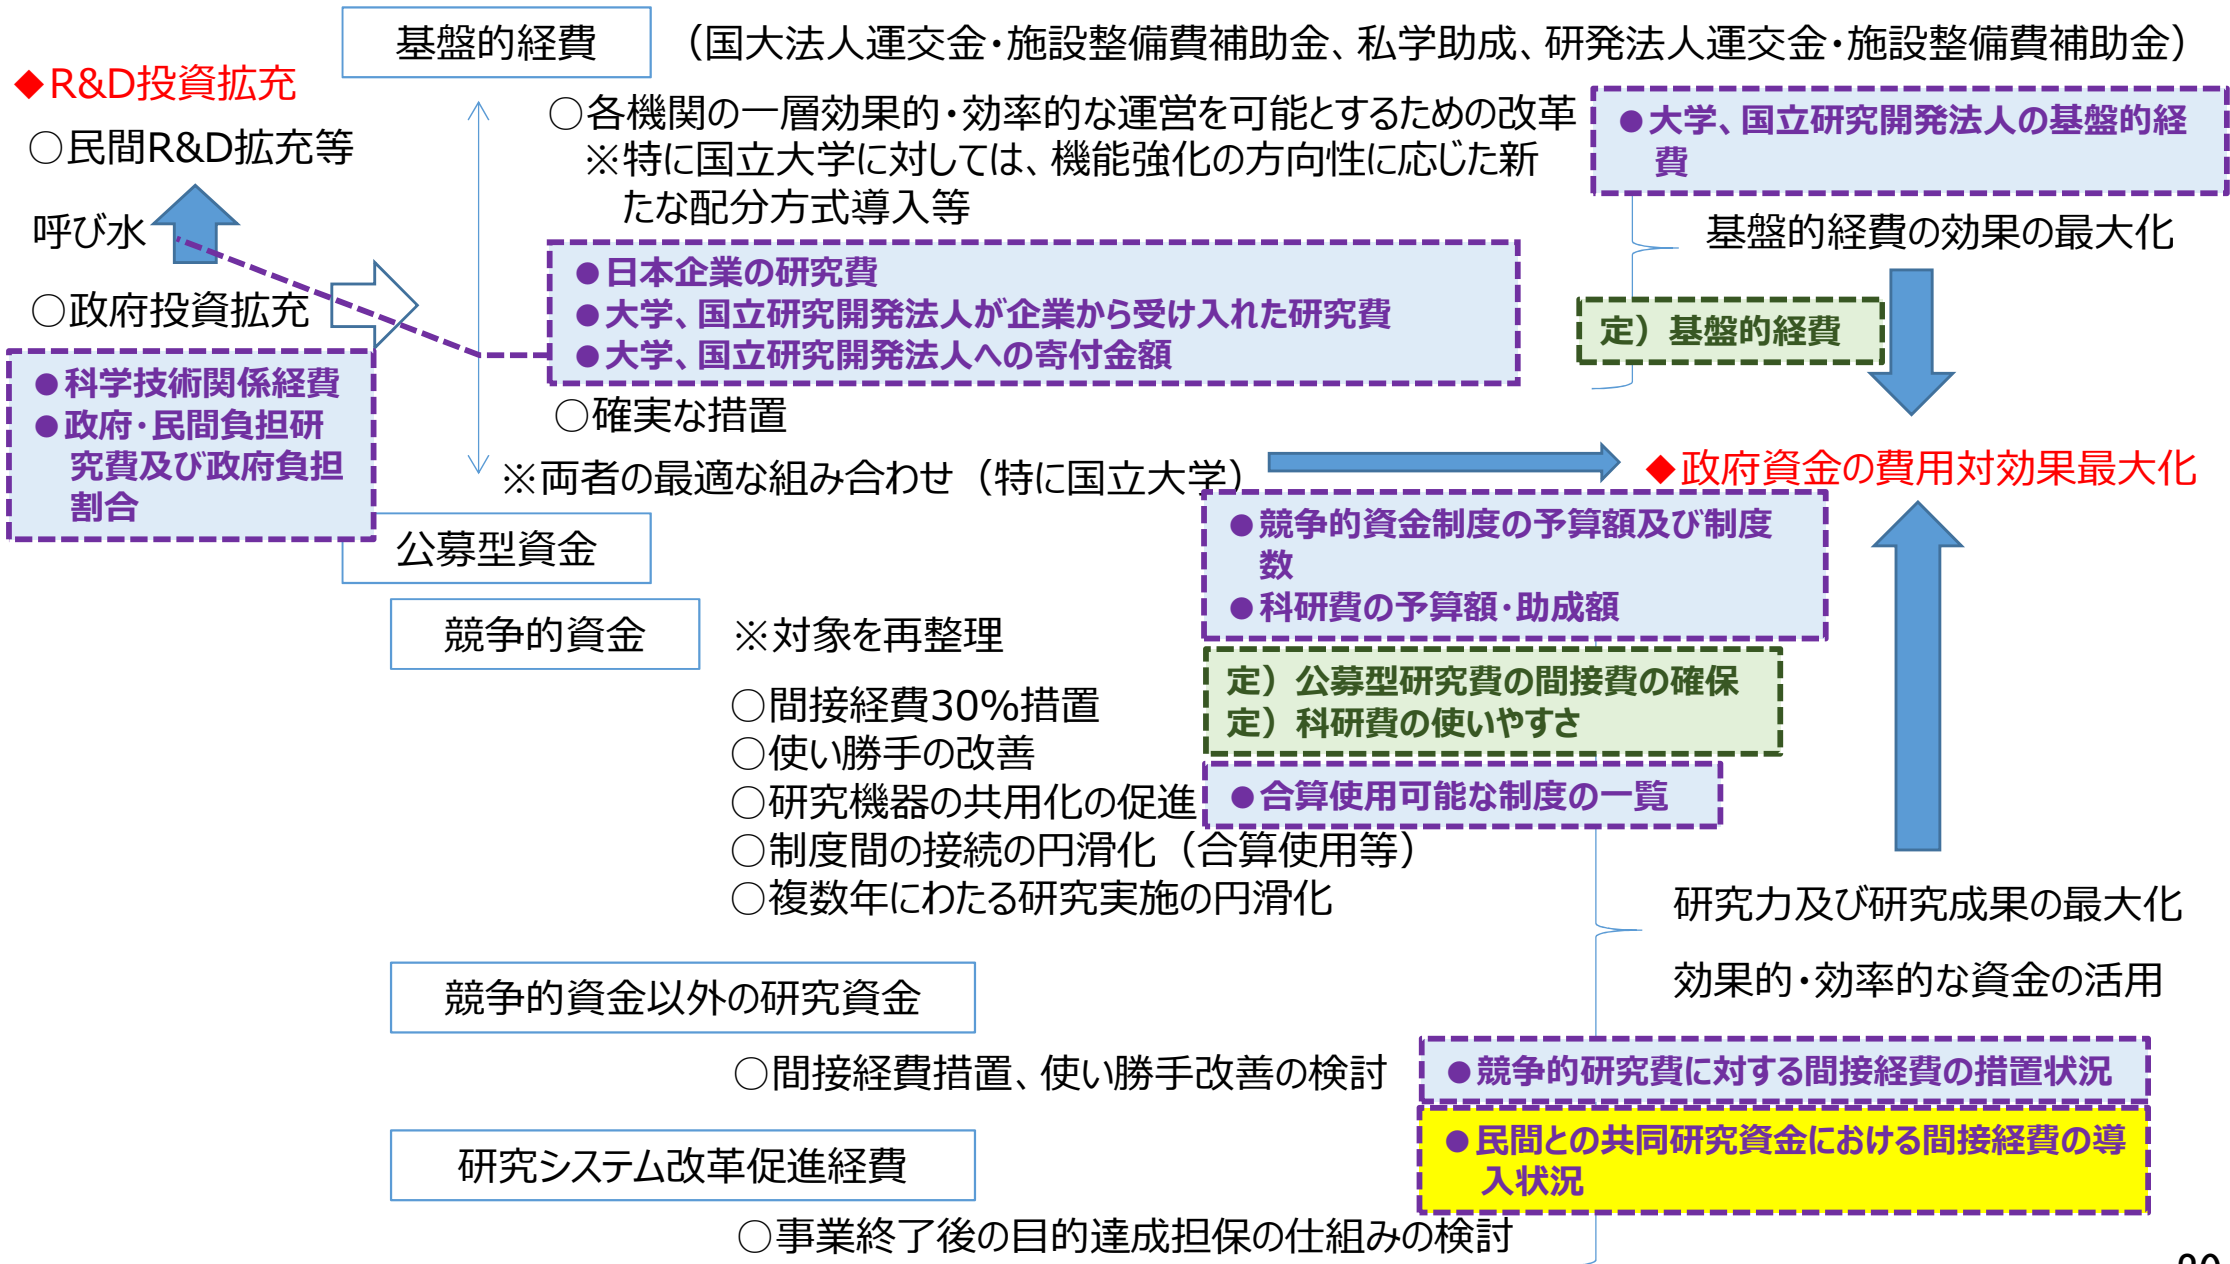 基盤的経費
（国大法人運交金・施設整備費補助金、私学助成、研発法人運交金・施設整備費補助金）
◆R&D投資拡充
○民間R&D拡充等
呼び水
○政府投資拡充
●科学技術関係経費
●政府・民間負担研
究費及び政府負担
割合
○各機関の一層効果的・効率的な運営を可能とするための改革
※特に国立大学に対しては、機能強化の方向性に応じた新
たな配分方式導入等
●日本企業の研究費
●大学、国立研究開発法人が企業から受け入れた研究費
●大学、国立研究開発法人への寄付金額
○確実な措置
※両者の最適な組み合わせ（特に国立大学）
●大学、国立研究開発法人の基盤的経
費
基盤的経費の効果の最大化
定）基盤的経費
◆政府資金の費用対効果最大化
公募型資金
●競争的資金制度の予算額及び制度
数
●科研費の予算額・助成額
競争的資金
※対象を再整理
定）公募型研究費の間接費の確保
定）科研費の使いやすさ
○間接経費30%措置
○使い勝手の改善
○研究機器の共用化の促進
●合算使用可能な制度の一覧
○制度間の接続の円滑化（合算使用等）
○複数年にわたる研究実施の円滑化
研究力及び研究成果の最大化
効果的・効率的な資金の活用
競争的資金以外の研究資金
○間接経費措置、使い勝手改善の検討
●競争的研究費に対する間接経費の措置状況
●民間との共同研究資金における間接経費の導
入状況
研究システム改革促進経費
○事業終了後の目的達成担保の仕組みの検討